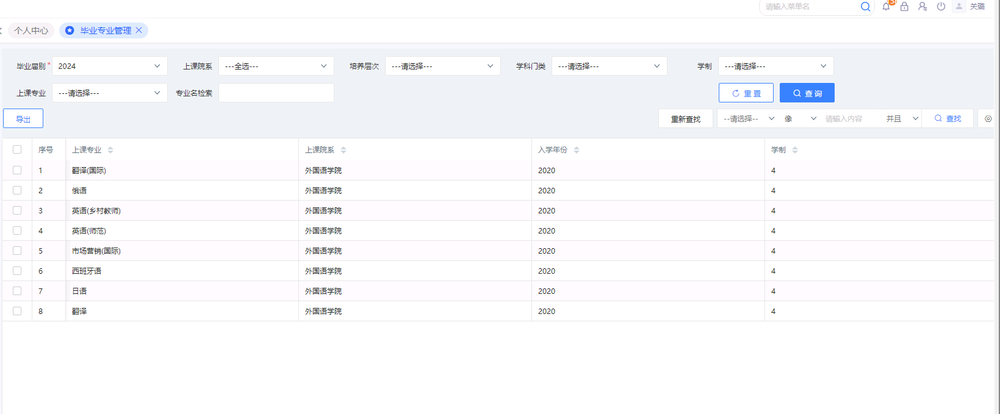 请输入菜单名 关璐
个人中心 毕业专业管理
毕业届别* 2024 上课院系 ---全选--- 培养层次 ---请选择--- 学科门类 ---请选择--- 学制 ---请选择---
上课专业 ---请选择--- 专业名检索 重置 查询
导出 重新查找 --请选择-- 像 请输入内容 并且 查找
序号 上课专业 上课院系 入学年份 学制
1 翻译(国际) 外国语学院 2020 4
2 俄语 外国语学院 2020 4
3 英语(乡村教师) 外国语学院 2020 4
4 英语(师范) 外国语学院 2020 4
5 市场营销(国际) 外国语学院 2020 4
6 西班牙语 外国语学院 2020 4
7 日语 外国语学院 2020 4
8 翻译 外国语学院 2020 4